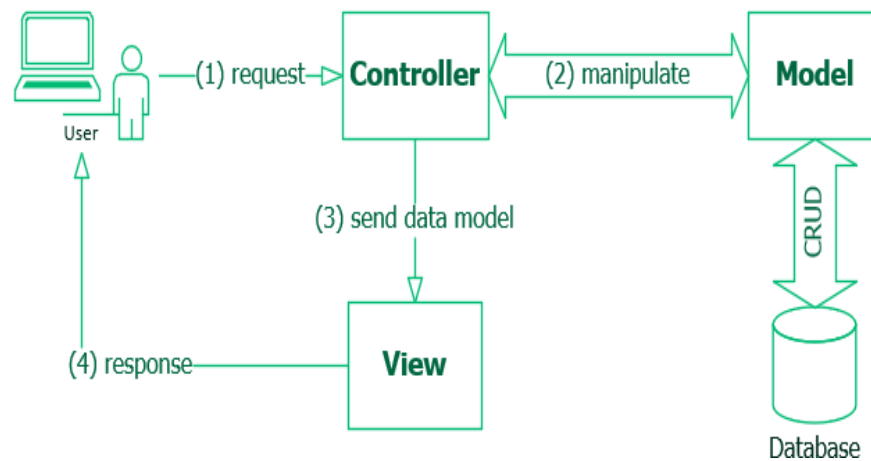 (1) request
Controller
(2) manipulate
Model
User
(3) send data model
CRUD
(4) response
View
Database